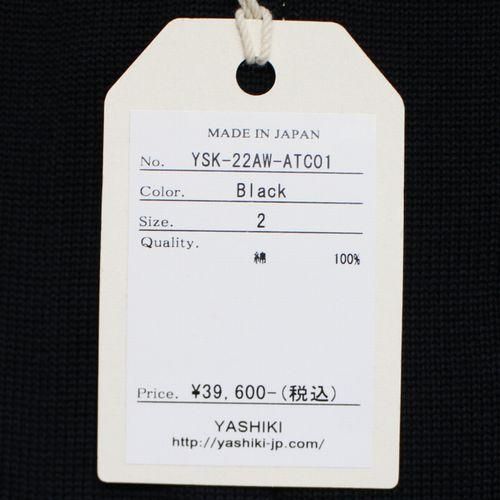 MADE IN JAPAN
No. YSK-22AW-ATC01
Color. Black
Size. 2
Quality.
綿 100%
Price. ¥39,600-(税込)
YASHIKI
http://yashiki-jp.com/